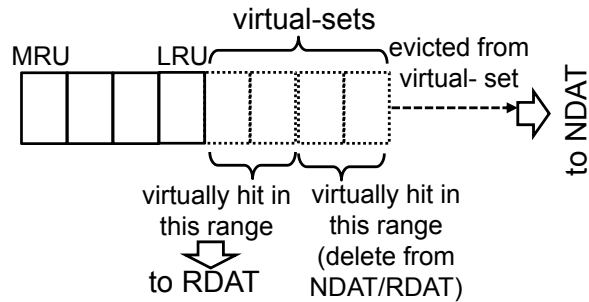 virtual-sets
MRU
LRU
evicted from
virtual- set
to NDAT
virtually hit in
this range
to RDAT
virtually hit in
this range
(delete from
NDAT/RDAT)